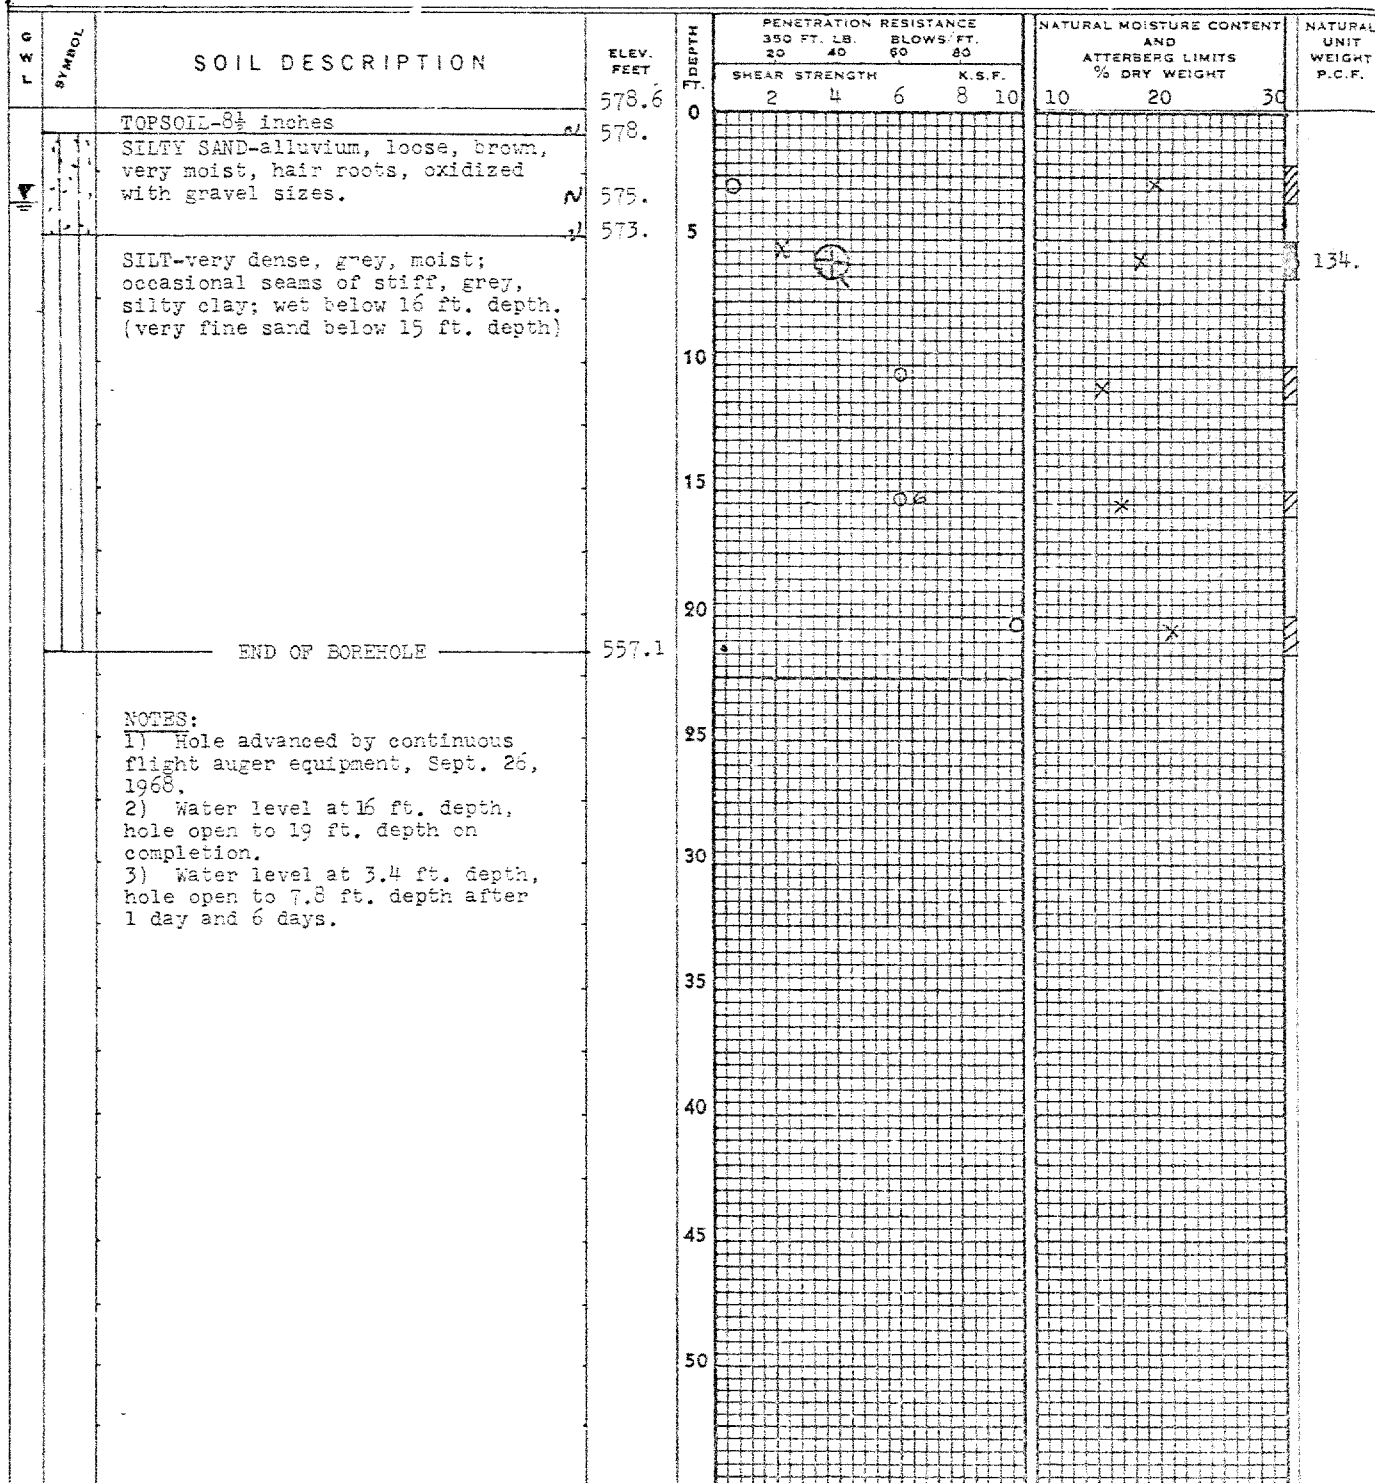 G W L
SYMBOL
SOIL DESCRIPTION
ELEV. FEET
578.6
FT. DEPTH
PENETRATION RESISTANCE
350 FT. LB. BLOWS/FT.
20 40 60 80
SHEAR STRENGTH K.S.F.
2 4 6 8 10
NATURAL MOISTURE CONTENT
AND
ATTERBERG LIMITS
% DRY WEIGHT
10 20 30
NATURAL
UNIT
WEIGHT
P.C.F.
0
TOPSOIL-8½ inches
578.
SILTY SAND-alluvium, loose, brown,
very moist, hair roots, oxidized
with gravel sizes.
575.
573.
5
SILT-very dense, grey, moist;
occasional seams of stiff, grey,
silty clay; wet below 16 ft. depth.
(very fine sand below 15 ft. depth)
134.
10
15
6
20
END OF BOREHOLE
557.1
NOTES:
1) Hole advanced by continuous
flight auger equipment, Sept. 26,
1968.
2) Water level at 16 ft. depth,
hole open to 19 ft. depth on
completion.
3) Water level at 3.4 ft. depth,
hole open to 7.8 ft. depth after
1 day and 6 days.
25
30
35
40
45
50